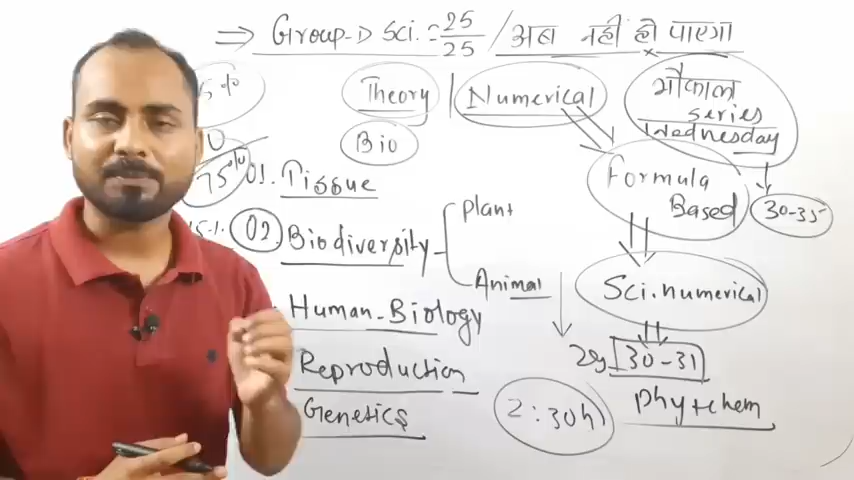 ⇒ Group-D Sci. = 25/25 / अब नहीं हो पाएगा
5%
Theory | Numerical
भौकाल
series
Wednesday
Bio
75%
01. Tissue
Formula
Based
30-35
02. Biodiversity
Plant
Animal
Sci. numerical
Human-Biology
29 30-31
Reproduction
Genetics
2:30h
phy+chem